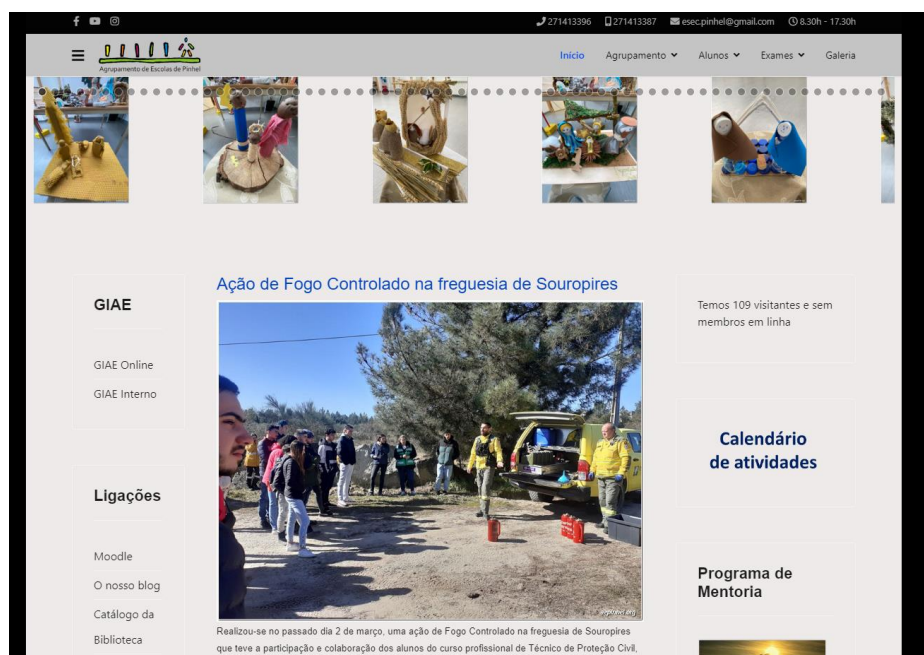 271413396 271413387 esec.pinhel@gmail.com 8.30h - 17.30h
Agrupamento de Escolas de Pinhel
Início Agrupamento Alunos Exames Galeria
GIAE
GIAE Online
GIAE Interno
Ligações
Moodle
O nosso blog
Catálogo da
Biblioteca
Ação de Fogo Controlado na freguesia de Souropires
Realizou-se no passado dia 2 de março, uma ação de Fogo Controlado na freguesia de Souropires
que teve a participação e colaboração dos alunos do curso profissional de Técnico de Proteção Civil,
Temos 109 visitantes e sem
membros em linha
Calendário
de atividades
Programa de
Mentoria